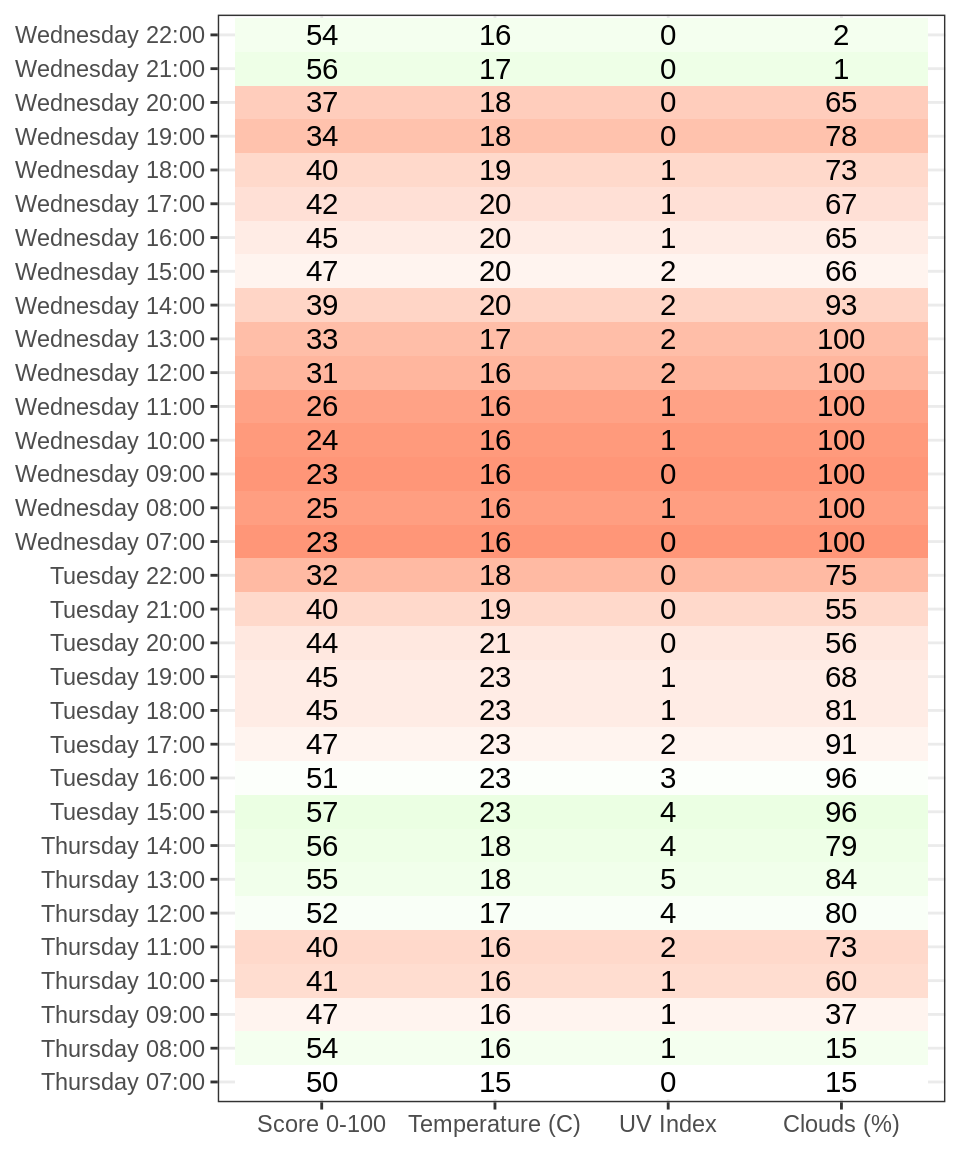 Wednesday 22:00 54 16 0 2
Wednesday 21:00 56 17 0 1
Wednesday 20:00 37 18 0 65
Wednesday 19:00 34 18 0 78
Wednesday 18:00 40 19 1 73
Wednesday 17:00 42 20 1 67
Wednesday 16:00 45 20 1 65
Wednesday 15:00 47 20 2 66
Wednesday 14:00 39 20 2 93
Wednesday 13:00 33 17 2 100
Wednesday 12:00 31 16 2 100
Wednesday 11:00 26 16 1 100
Wednesday 10:00 24 16 1 100
Wednesday 09:00 23 16 0 100
Wednesday 08:00 25 16 1 100
Wednesday 07:00 23 16 0 100
Tuesday 22:00 32 18 0 75
Tuesday 21:00 40 19 0 55
Tuesday 20:00 44 21 0 56
Tuesday 19:00 45 23 1 68
Tuesday 18:00 45 23 1 81
Tuesday 17:00 47 23 2 91
Tuesday 16:00 51 23 3 96
Tuesday 15:00 57 23 4 96
Thursday 14:00 56 18 4 79
Thursday 13:00 55 18 5 84
Thursday 12:00 52 17 4 80
Thursday 11:00 40 16 2 73
Thursday 10:00 41 16 1 60
Thursday 09:00 47 16 1 37
Thursday 08:00 54 16 1 15
Thursday 07:00 50 15 0 15
Score 0-100 Temperature (C) UV Index Clouds (%)